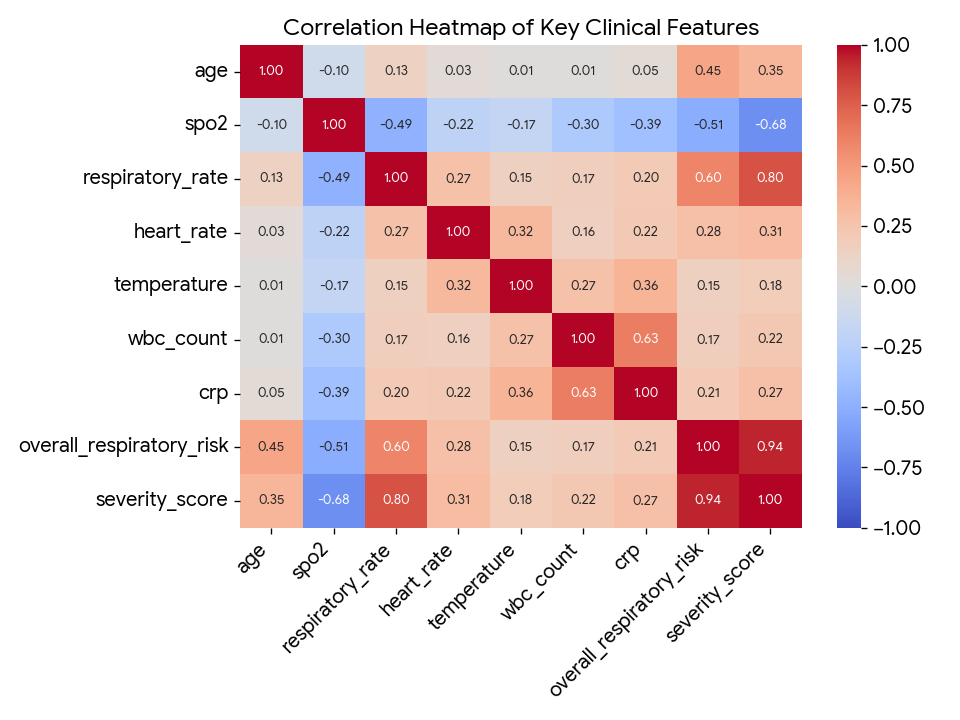 Correlation Heatmap of Key Clinical Features
age 1.00 -0.10 0.13 0.03 0.01 0.01 0.05 0.45 0.35
spo2 -0.10 1.00 -0.49 -0.22 -0.17 -0.30 -0.39 -0.51 -0.68
respiratory_rate 0.13 -0.49 1.00 0.27 0.15 0.17 0.20 0.60 0.80
heart_rate 0.03 -0.22 0.27 1.00 0.32 0.16 0.22 0.28 0.31
temperature 0.01 -0.17 0.15 0.32 1.00 0.27 0.36 0.15 0.18
wbc_count 0.01 -0.30 0.17 0.16 0.27 1.00 0.63 0.17 0.22
crp 0.05 -0.39 0.20 0.22 0.36 0.63 1.00 0.21 0.27
overall_respiratory_risk 0.45 -0.51 0.60 0.28 0.15 0.17 0.21 1.00 0.94
severity_score 0.35 -0.68 0.80 0.31 0.18 0.22 0.27 0.94 1.00
age
spo2
respiratory_rate
heart_rate
temperature
wbc_count
crp
overall_respiratory_risk
severity_score
1.00
0.75
0.50
0.25
0.00
−0.25
−0.50
−0.75
−1.00